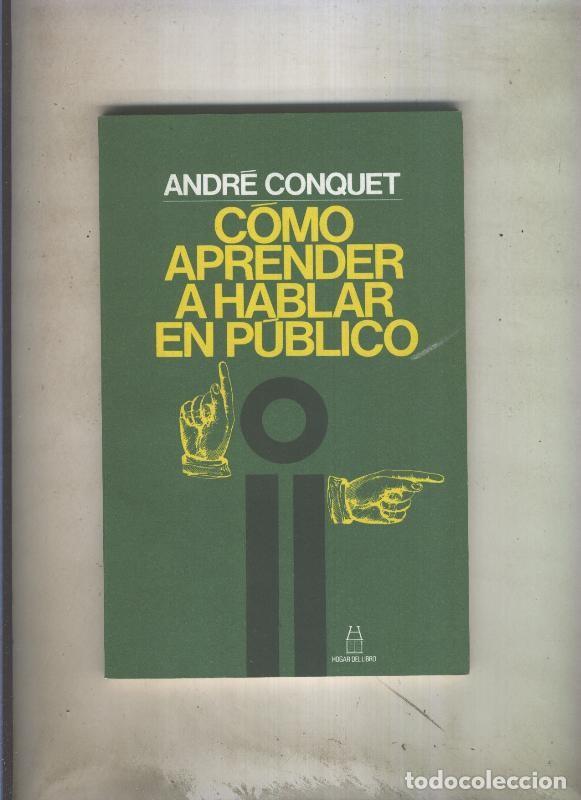 ANDRÉ CONQUET
CÓMO
APRENDER
A HABLAR
EN PÚBLICO
HOGAR DEL LIBRO
todocoleccion